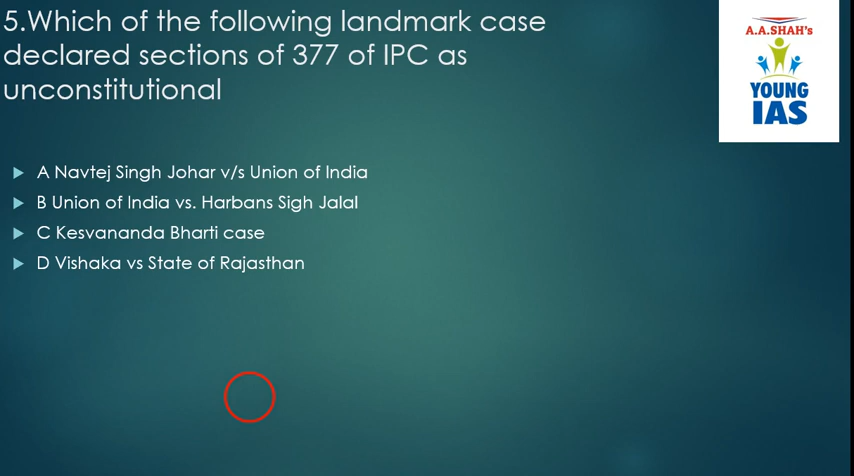 5.Which of the following landmark case
declared sections of 377 of IPC as
unconstitutional
A.A.SHAH's
YOUNG
IAS
A Navtej Singh Johar v/s Union of India
B Union of India vs. Harbans Sigh Jalal
C Kesvananda Bharti case
D Vishaka vs State of Rajasthan